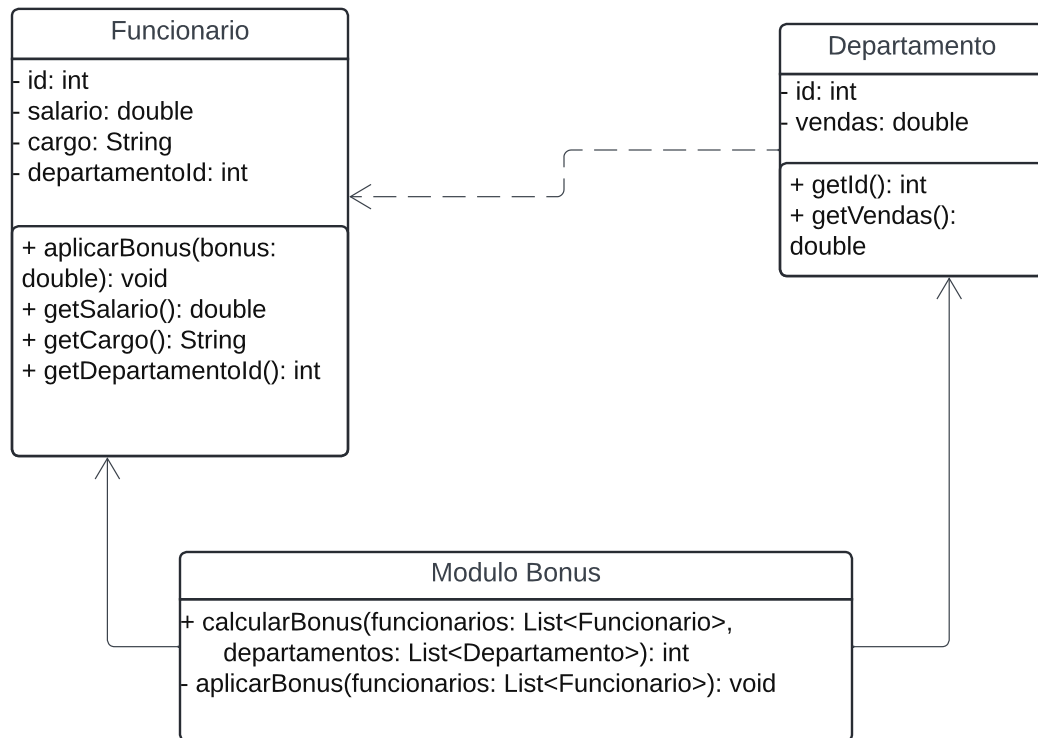 Funcionario
- id: int
- salario: double
- cargo: String
- departamentoId: int
+ aplicarBonus(bonus:
double): void
+ getSalario(): double
+ getCargo(): String
+ getDepartamentoId(): int
Departamento
- id: int
- vendas: double
+ getId(): int
+ getVendas():
double
Modulo Bonus
+ calcularBonus(funcionarios: List<Funcionario>,
departamentos: List<Departamento>): int
- aplicarBonus(funcionarios: List<Funcionario>): void